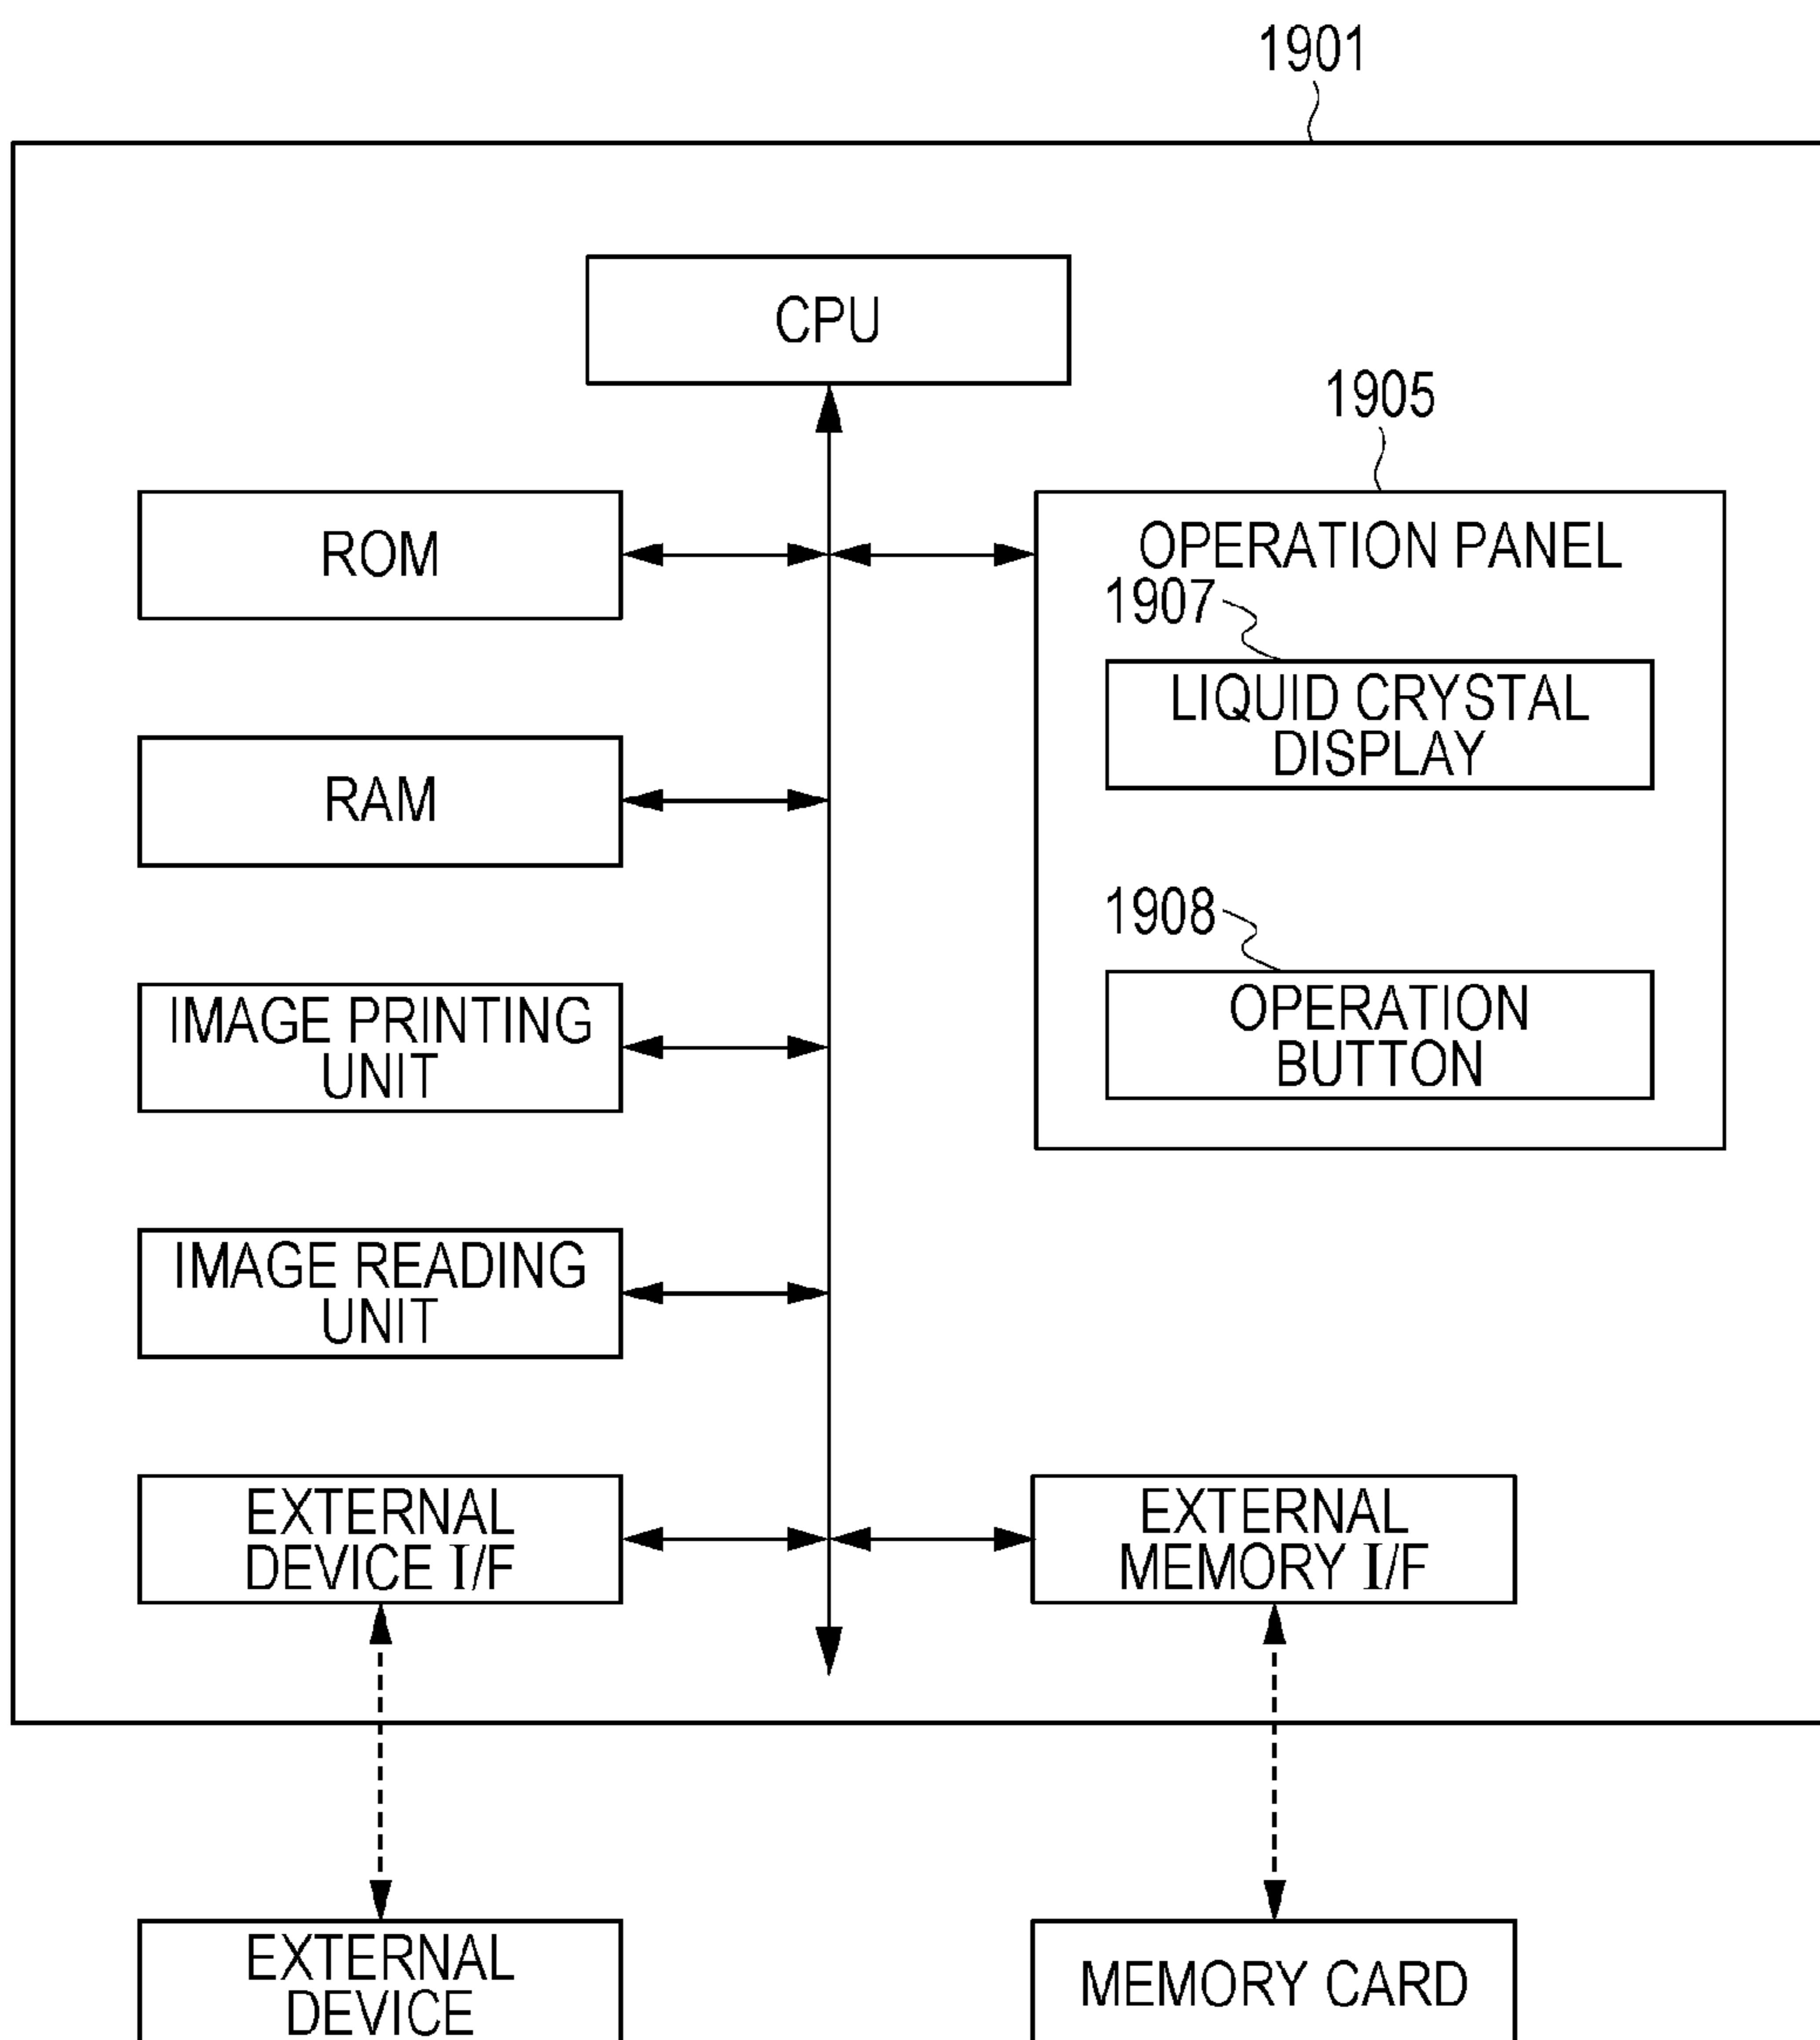 1901
CPU
1905
ROM
OPERATION PANEL
1907
LIQUID CRYSTAL
DISPLAY
RAM
1908
IMAGE PRINTING
UNIT
OPERATION
BUTTON
IMAGE READING
UNIT
EXTERNAL
DEVICE I/F
EXTERNAL
MEMORY I/F
EXTERNAL
DEVICE
MEMORY CARD